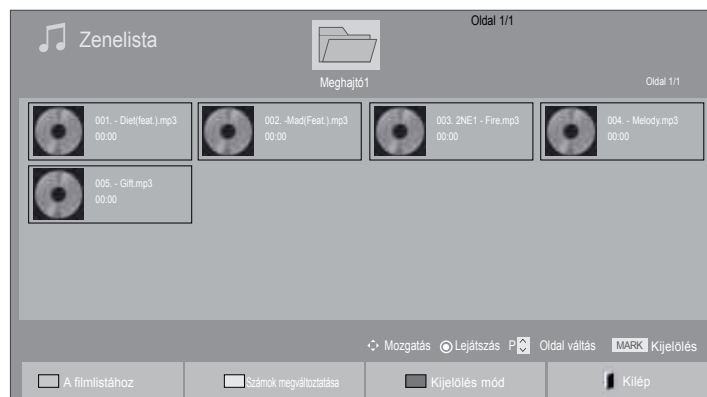 Zenelista
Oldal 1/1
Meghajtó1
Oldal 1/1
001. - Diet(feat.).mp3
00:00
002. -Mad(Feat.).mp3
00:00
003. 2NE1 - Fire.mp3
00:00
004. - Melody.mp3
00:00
005. - Gift.mp3
00:00
Mozgatás Lejátszás P Oldal váltás MARK Kijelölés
A filmlistához Számok megváltoztatása Kijelölés mód Kilép